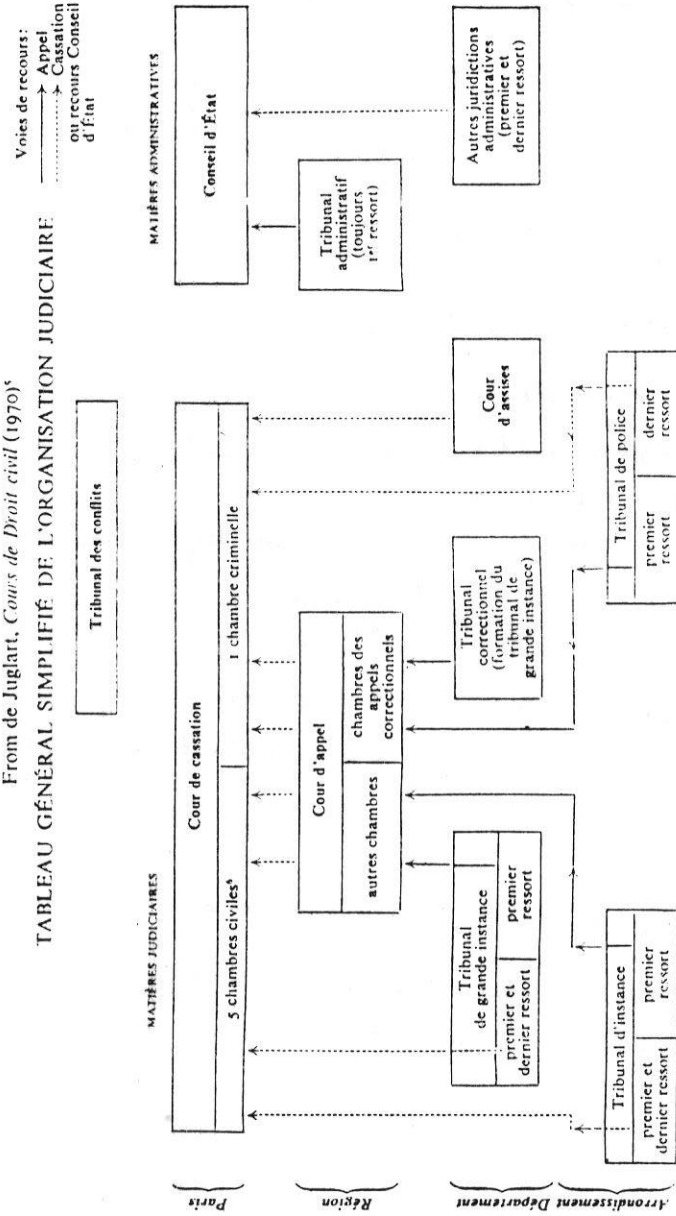 From de Juglart, Cours de Droit civil (1970)⁵
TABLEAU GÉNÉRAL SIMPLIFIÉ DE L'ORGANISATION JUDICIAIRE
Voies de recours:
Appel
Cassation
ou recours Conseil
d'État
Tribunal des conflits
MATIÈRES JUDICIAIRES
MATIÈRES ADMINISTRATIVES
Paris
Cour de cassation
5 chambres civiles⁶
1 chambre criminelle
Conseil d'État
Région
Cour d'appel
autres chambres
chambres des
appels
correctionnels
Tribunal
administratif
(toujours
1er ressort)
Département
Tribunal
de grande instance
premier et
dernier ressort
premier
ressort
Tribunal
correctionnel
(formation du
tribunal de
grande instance)
Cour
d'assises
Autres juridictions
administratives
(premier et
dernier ressort)
Arrondissement
Tribunal d'instance
premier et
dernier ressort
premier
ressort
Tribunal de police
premier
ressort
dernier
ressort